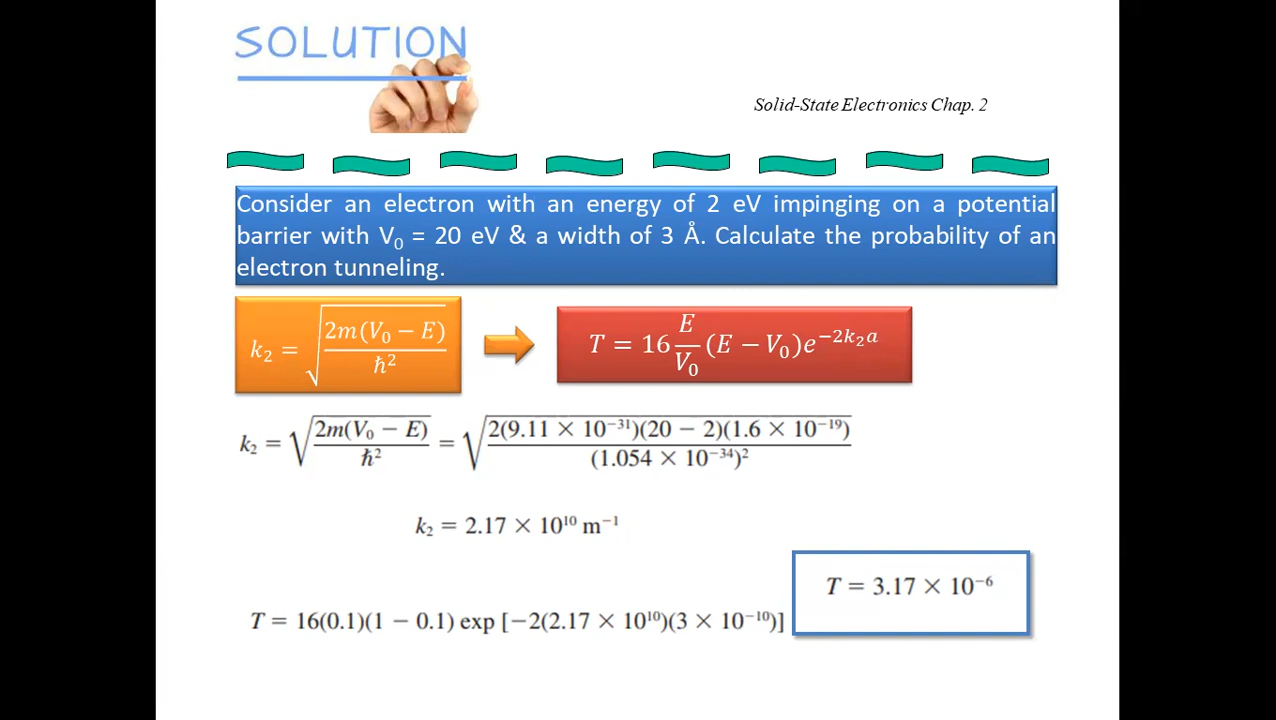 SOLUTION
Solid-State Electronics Chap. 2
Consider an electron with an energy of 2 eV impinging on a potential
barrier with V₀ = 20 eV & a width of 3 Å. Calculate the probability of an
electron tunneling.
k₂ = √(2m(V₀ − E)/ħ²)
T = 16 E/V₀ (E − V₀)e^(−2k₂a)
k₂ = √(2m(V₀ − E)/ħ²) = √(2(9.11 × 10⁻³¹)(20 − 2)(1.6 × 10⁻¹⁹)/(1.054 × 10⁻³⁴)²)
k₂ = 2.17 × 10¹⁰ m⁻¹
T = 3.17 × 10⁻⁶
T = 16(0.1)(1 − 0.1) exp [−2(2.17 × 10¹⁰)(3 × 10⁻¹⁰)]